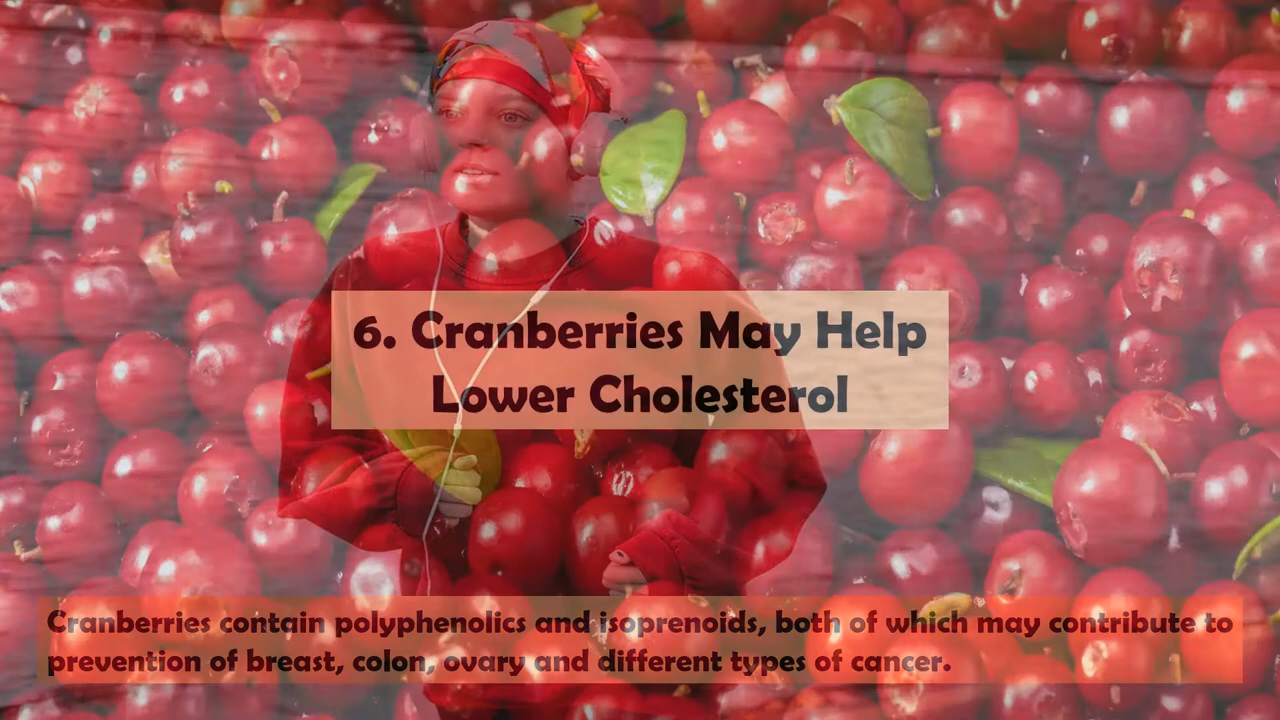 6. Cranberries May Help
Lower Cholesterol
Cranberries contain polyphenolics and isoprenoids, both of which may contribute to
prevention of breast, colon, ovary and different types of cancer.